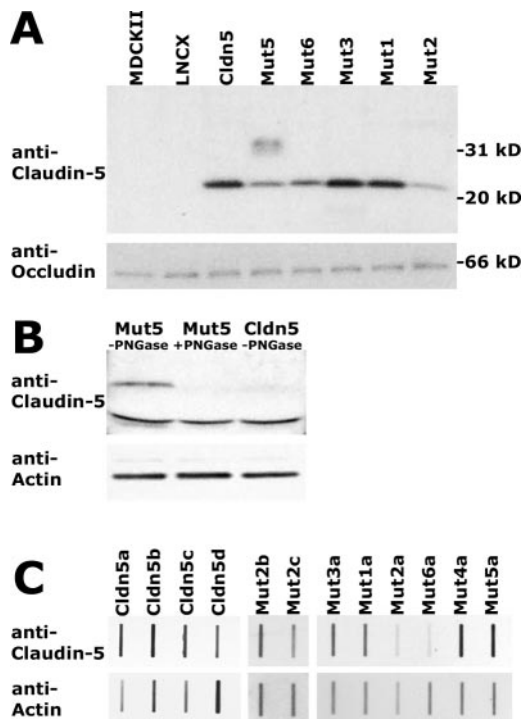 A
MDCKII LNCX Cldn5 Mut5 Mut6 Mut3 Mut1 Mut2
anti-
Claudin-5
-31 kD
-20 kD
anti-
Occludin
-66 kD
B
Mut5 Mut5 Cldn5
-PNGase +PNGase -PNGase
anti-
Claudin-5
anti-
Actin
C
Cldn5a Cldn5b Cldn5c Cldn5d Mut2b Mut2c Mut3a Mut1a Mut2a Mut6a Mut4a Mut5a
anti-
Claudin-5
anti-
Actin